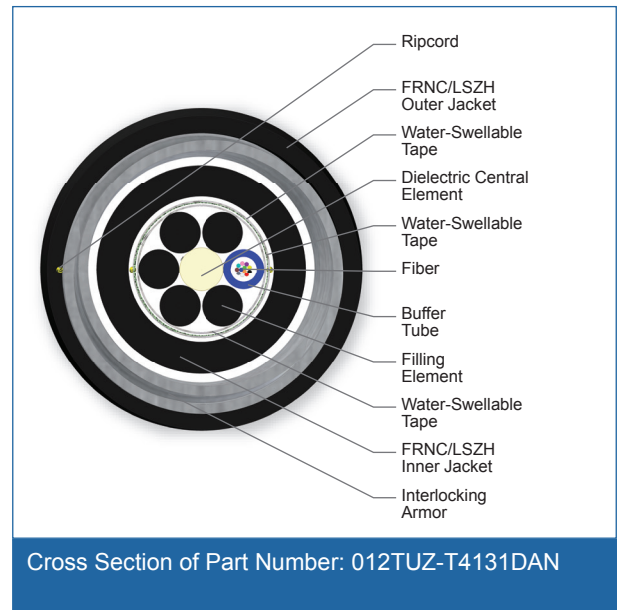 Ripcord
FRNC/LSZH
Outer Jacket
Water-Swellable
Tape
Dielectric Central
Element
Water-Swellable
Tape
Fiber
Buffer
Tube
Filling
Element
Water-Swellable
Tape
FRNC/LSZH
Inner Jacket
Interlocking
Armor
Cross Section of Part Number: 012TUZ-T4131DAN